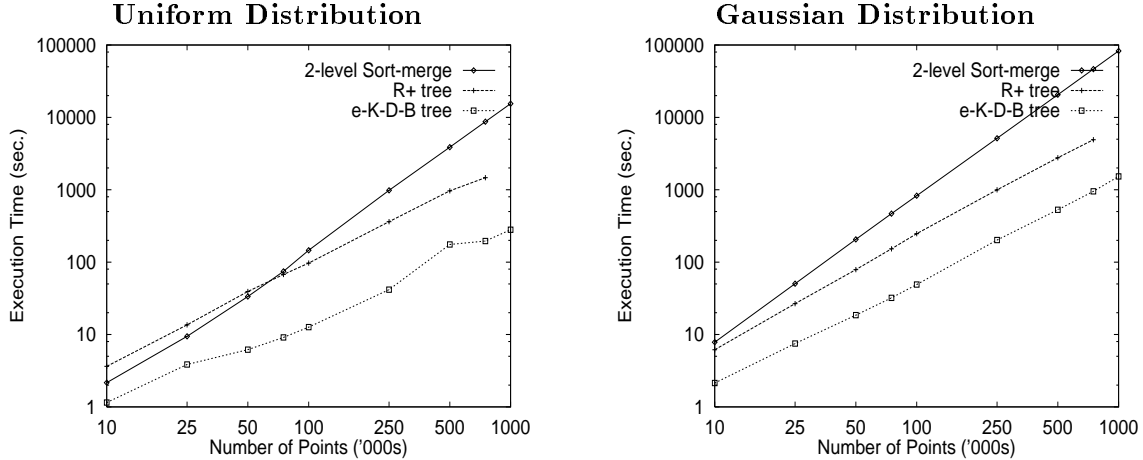 Uniform Distribution
100000
10000
1000
100
10
1
Execution Time (sec.)
2-level Sort-merge
R+ tree
e-K-D-B tree
10 25 50 100 250 500 1000
Number of Points ('000s)
Gaussian Distribution
100000
10000
1000
100
10
1
Execution Time (sec.)
2-level Sort-merge
R+ tree
e-K-D-B tree
10 25 50 100 250 500 1000
Number of Points ('000s)